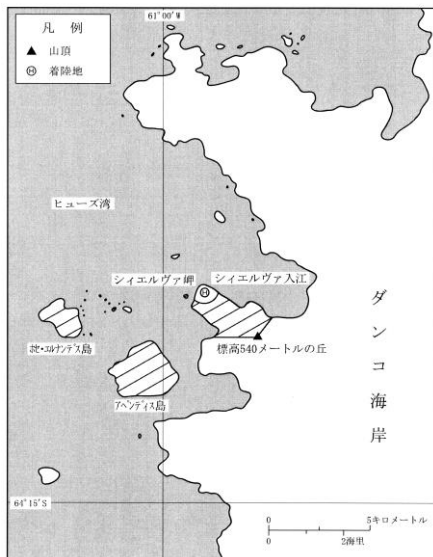 61°00′W
凡 例
▲ 山頂
Ⓗ 着陸地
ヒューズ湾
シィエルヴァ岬
シィエルヴァ入江
Ⓗ
ホセ・エルナンデス島
標高540メートルの丘
アペンディス島
ダンコ海岸
64°15′S
0 5キロメートル
0 2海里